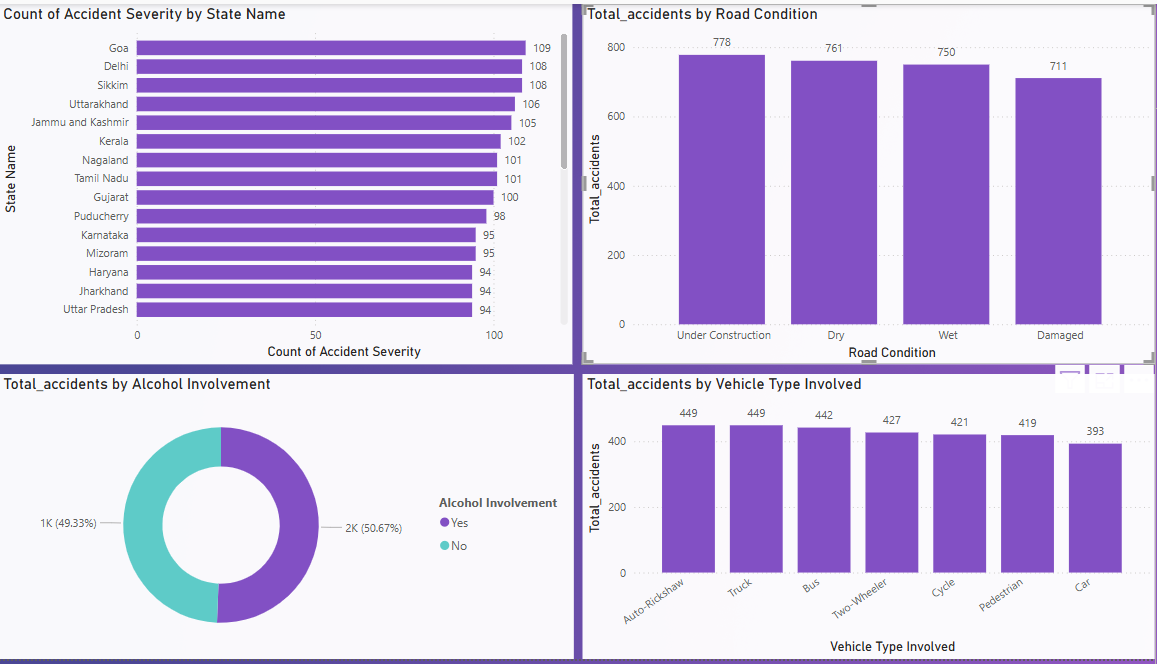 Count of Accident Severity by State Name
State Name
Goa 109
Delhi 108
Sikkim 108
Uttarakhand 106
Jammu and Kashmir 105
Kerala 102
Nagaland 101
Tamil Nadu 101
Gujarat 100
Puducherry 98
Karnataka 95
Mizoram 95
Haryana 94
Jharkhand 94
Uttar Pradesh 94
0 50 100
Count of Accident Severity
Total_accidents by Road Condition
Total_accidents
800
600
400
200
0
778 761 750 711
Under Construction Dry Wet Damaged
Road Condition
Total_accidents by Alcohol Involvement
1K (49.33%)
2K (50.67%)
Alcohol Involvement
Yes
No
Total_accidents by Vehicle Type Involved
Total_accidents
400
200
0
449 449 442 427 421 419 393
Auto-Rickshaw Truck Bus Two-Wheeler Cycle Pedestrian Car
Vehicle Type Involved